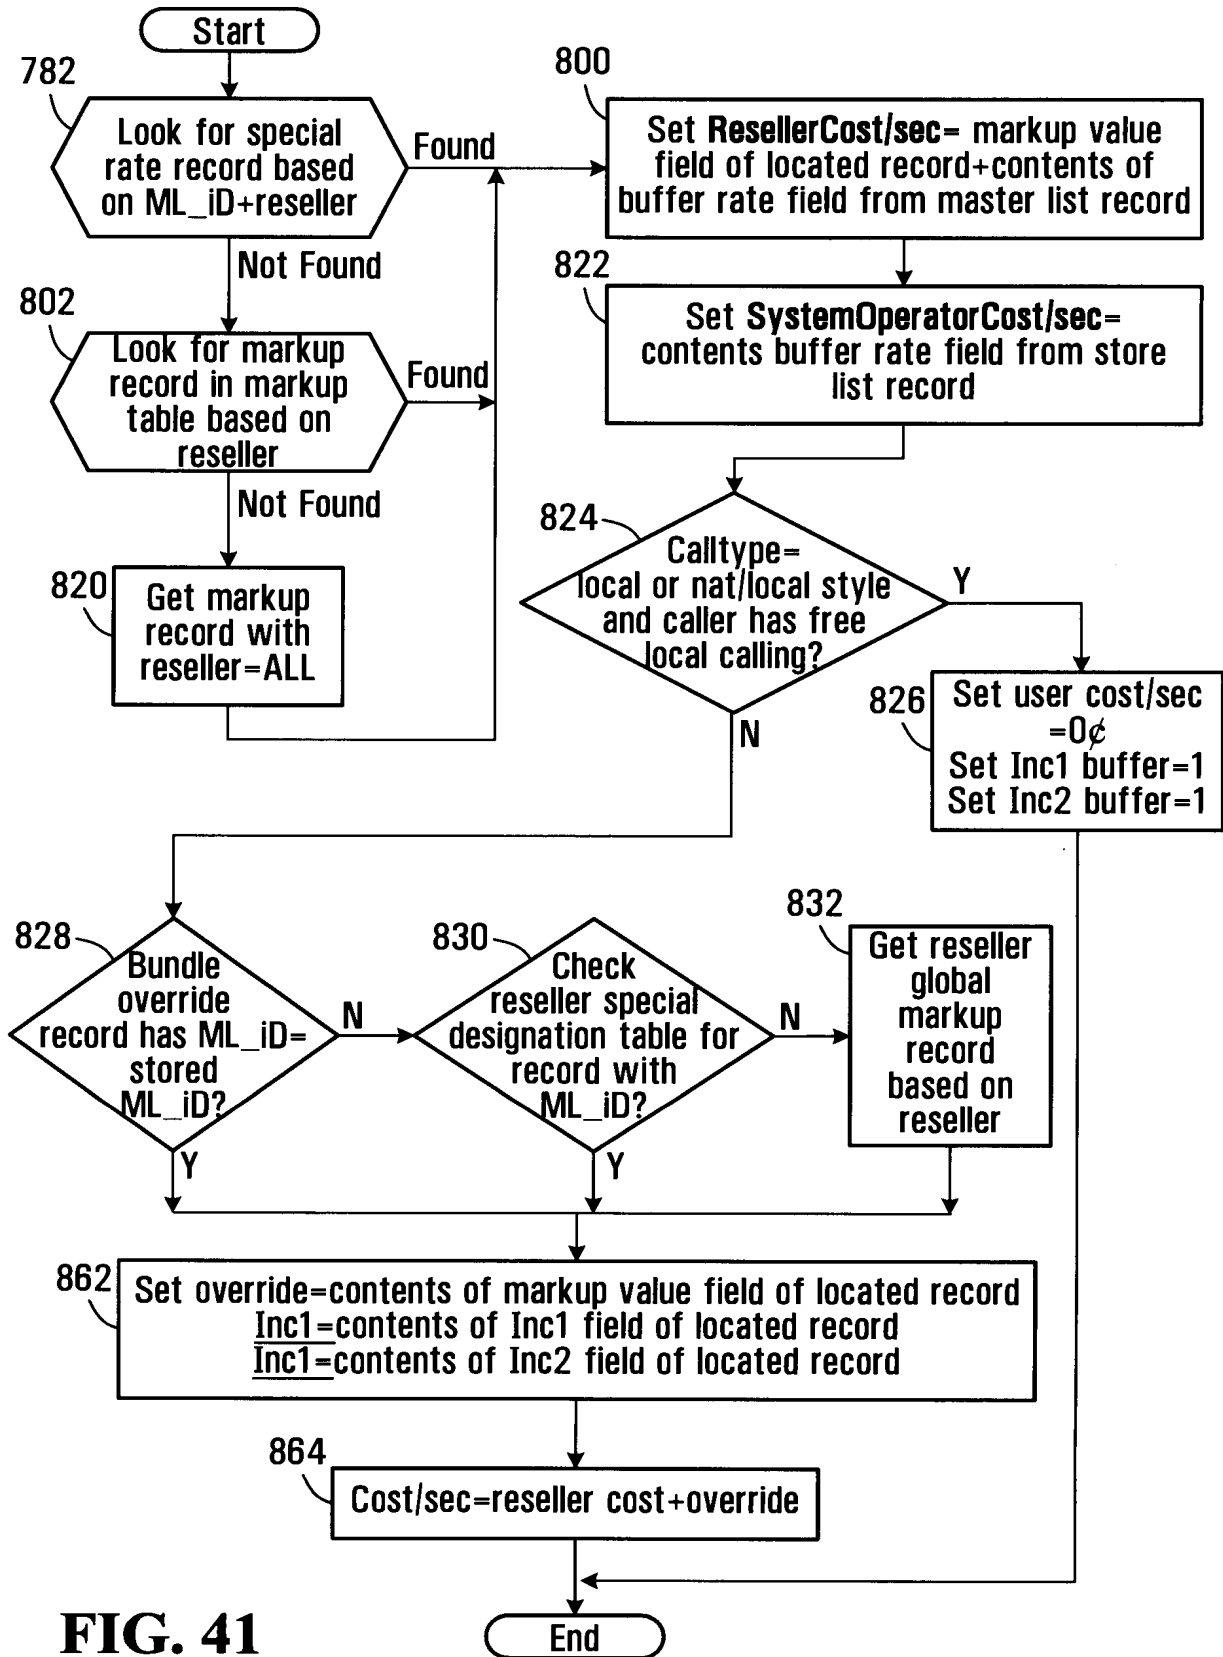 Start
782
Look for special
rate record based
on ML_iD+reseller
Found
Not Found
802
Look for markup
record in markup
table based on
reseller
Found
Not Found
820
Get markup
record with
reseller=ALL
800
Set ResellerCost/sec= markup value
field of located record+contents of
buffer rate field from master list record
822
Set SystemOperatorCost/sec=
contents buffer rate field from store
list record
824
Calltype=
local or nat/local style
and caller has free
local calling?
Y
N
826
Set user cost/sec
=0¢
Set Inc1 buffer=1
Set Inc2 buffer=1
828
Bundle
override
record has ML_iD=
stored
ML_iD?
N
Y
830
Check
reseller special
designation table for
record with
ML_iD?
N
Y
832
Get reseller
global
markup
record
based on
reseller
862
Set override=contents of markup value field of located record
Inc1=contents of Inc1 field of located record
Inc1=contents of Inc2 field of located record
864
Cost/sec=reseller cost+override
End
FIG. 41